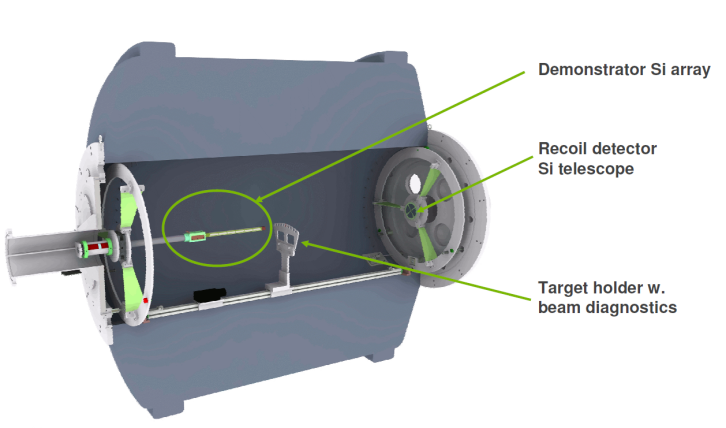 Demonstrator Si array
Recoil detector
Si telescope
Target holder w.
beam diagnostics